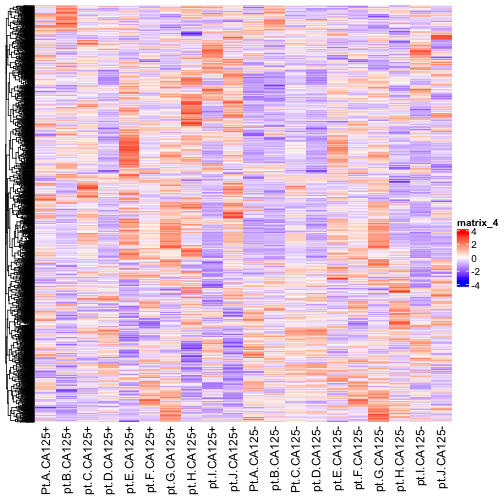 matrix_4
4
2
0
-2
-4
Pt.A.CA125+
pt.B.CA125+
pt.C.CA125+
pt.D.CA125+
pt.E.CA125+
pt.F.CA125+
pt.G.CA125+
pt.H.CA125+
pt.I.CA125+
pt.J.CA125+
Pt.A.CA125-
pt.B.CA125-
Pt.C.CA125-
pt.D.CA125-
pt.E.CA125-
pt.F.CA125-
pt.G.CA125-
pt.H.CA125-
pt.I.CA125-
pt.J.CA125-